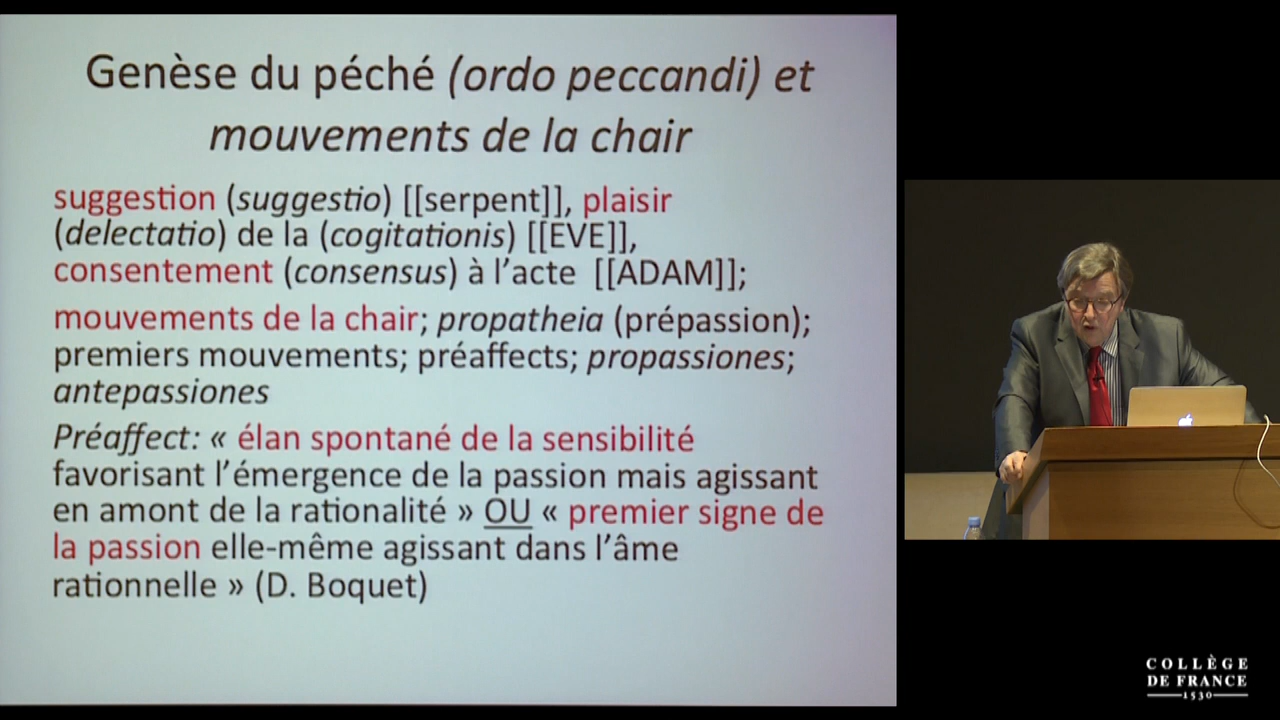 Genèse du péché (ordo peccandi) et
mouvements de la chair
suggestion (suggestio) [[serpent]], plaisir
(delectatio) de la (cogitationis) [[EVE]],
consentement (consensus) à l’acte [[ADAM]];
mouvements de la chair; propatheia (prépassion);
premiers mouvements; préaffects; propassiones;
antepassiones
Préaffect: « élan spontané de la sensibilité
favorisant l’émergence de la passion mais agissant
en amont de la rationalité » OU « premier signe de
la passion elle-même agissant dans l’âme
rationnelle » (D. Boquet)
COLLÈGE
DE FRANCE
1530